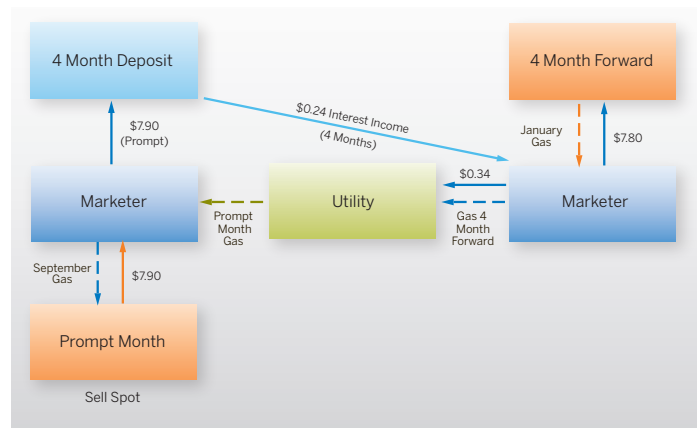 4 Month Deposit
4 Month Forward
$0.24 Interest Income
(4 Months)
$7.90
(Prompt)
January
Gas
$7.80
Marketer
Utility
Marketer
$0.34
Prompt
Month
Gas
Gas 4
Month
Forward
September
Gas
$7.90
Prompt Month
Sell Spot